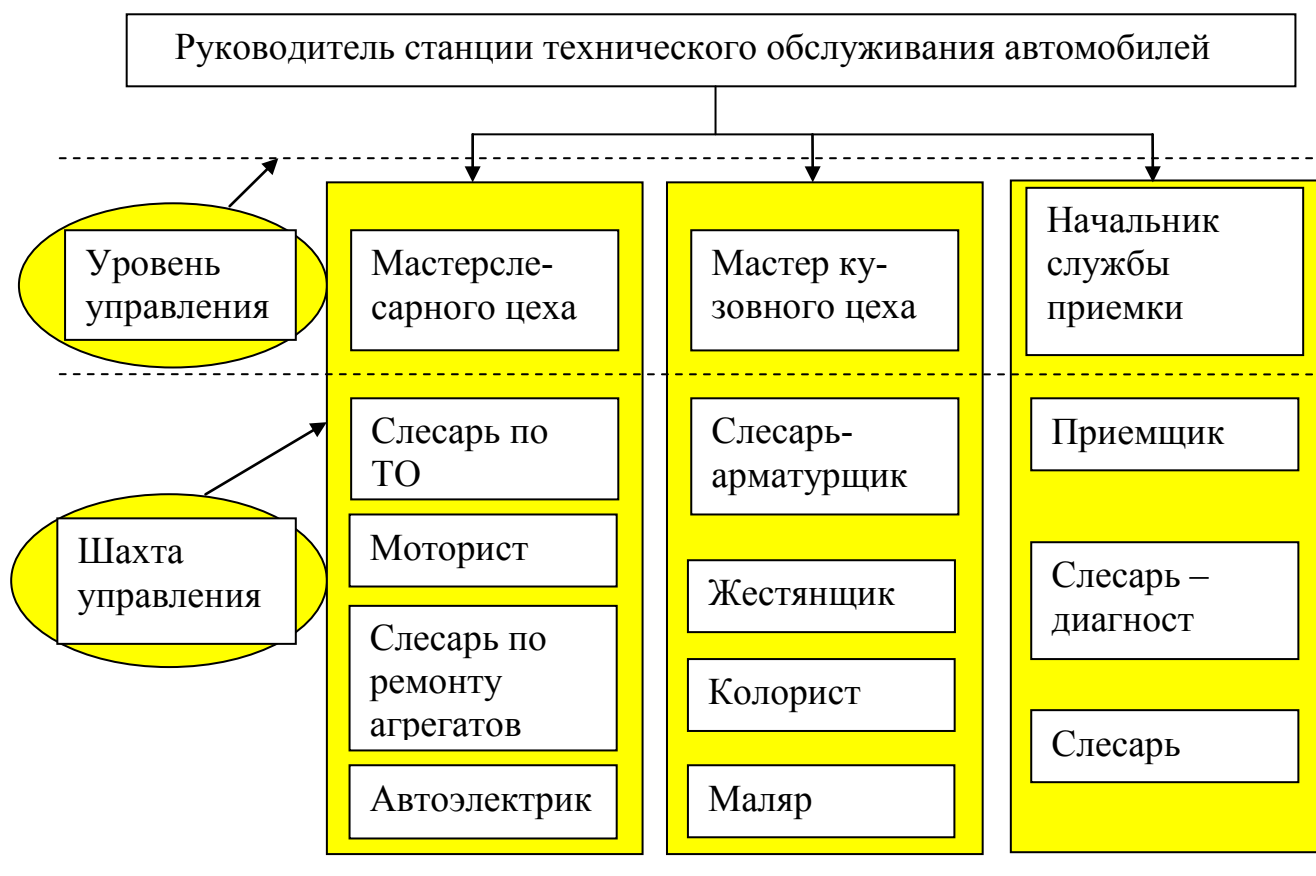 Руководитель станции технического обслуживания автомобилей
Уровень
управления
Мастерсле-
сарного цеха
Мастер ку-
зовного цеха
Начальник
службы
приемки
Шахта
управления
Слесарь по
ТО
Моторист
Слесарь по
ремонту
агрегатов
Автоэлектрик
Слесарь-
арматурщик
Жестянщик
Колорист
Маляр
Приемщик
Слесарь –
диагност
Слесарь